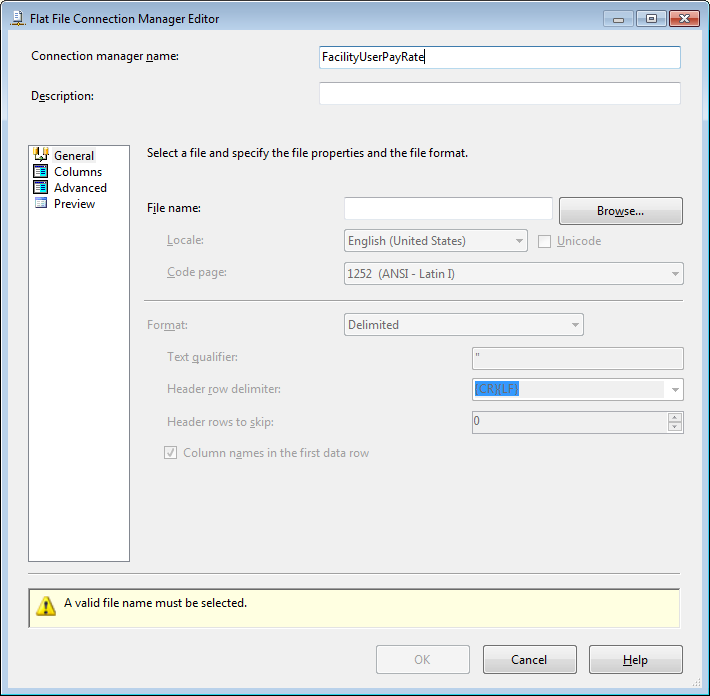 Flat File Connection Manager Editor
Connection manager name: FacilityUserPayRate
Description:
General
Columns
Advanced
Preview
Select a file and specify the file properties and the file format.
File name: Browse...
Locale: English (United States) Unicode
Code page: 1252 (ANSI - Latin I)
Format: Delimited
Text qualifier: "
Header row delimiter: {CR}{LF}
Header rows to skip: 0
Column names in the first data row
A valid file name must be selected.
OK Cancel Help